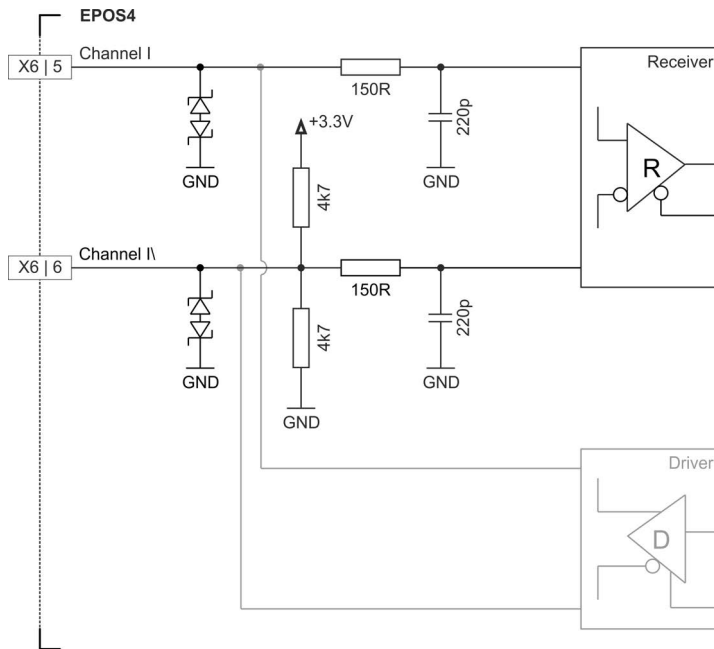 EPOS4
Channel I
X6 | 5
Receiver
150R
+3.3V
220p
GND
GND
4k7
R
Channel I\
X6 | 6
150R
4k7
220p
GND
GND
GND
Driver
D